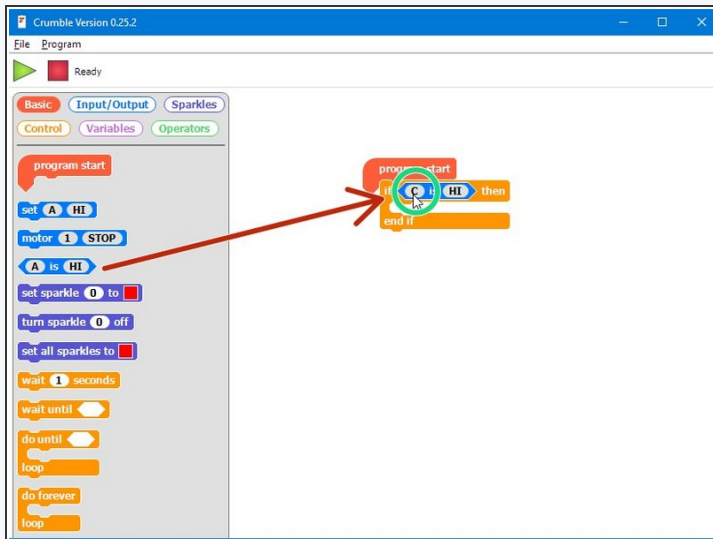 Crumble Version 0.25.2
File Program
Ready
Basic Input/Output Sparkles
Control Variables Operators
program start
set A HI
motor 1 STOP
A is HI
set sparkle 0 to
turn sparkle 0 off
set all sparkles to
wait 1 seconds
wait until
do until
loop
do forever
loop
program start
if C is HI then
end if